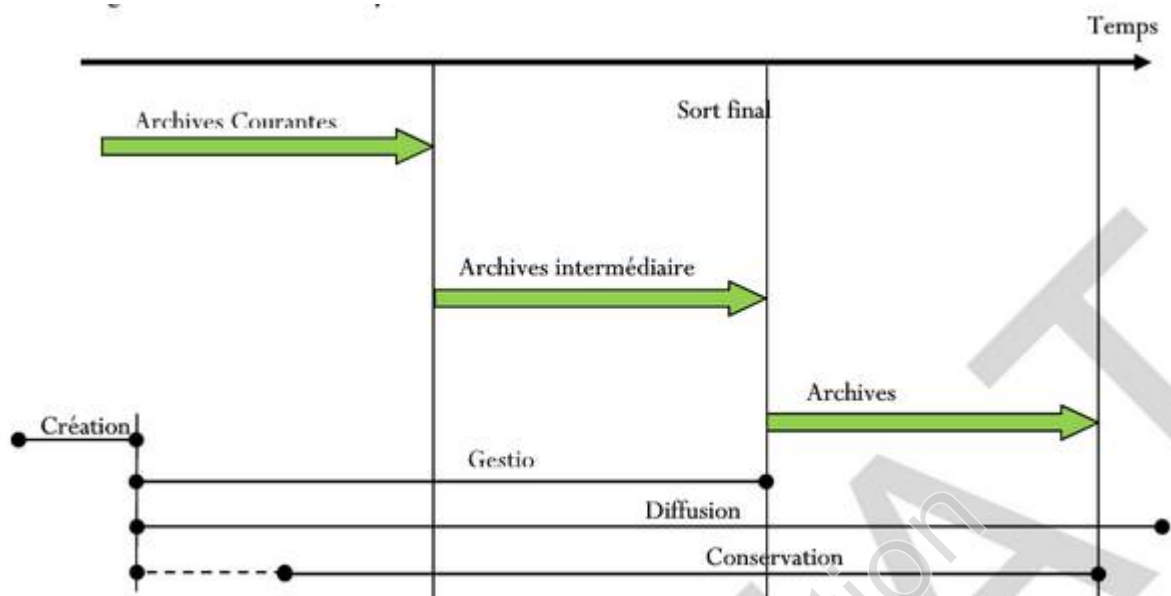 Temps
Sort final
Archives Courantes
Archives intermédiaire
Archives
Création
Gestio
Diffusion
Conservation